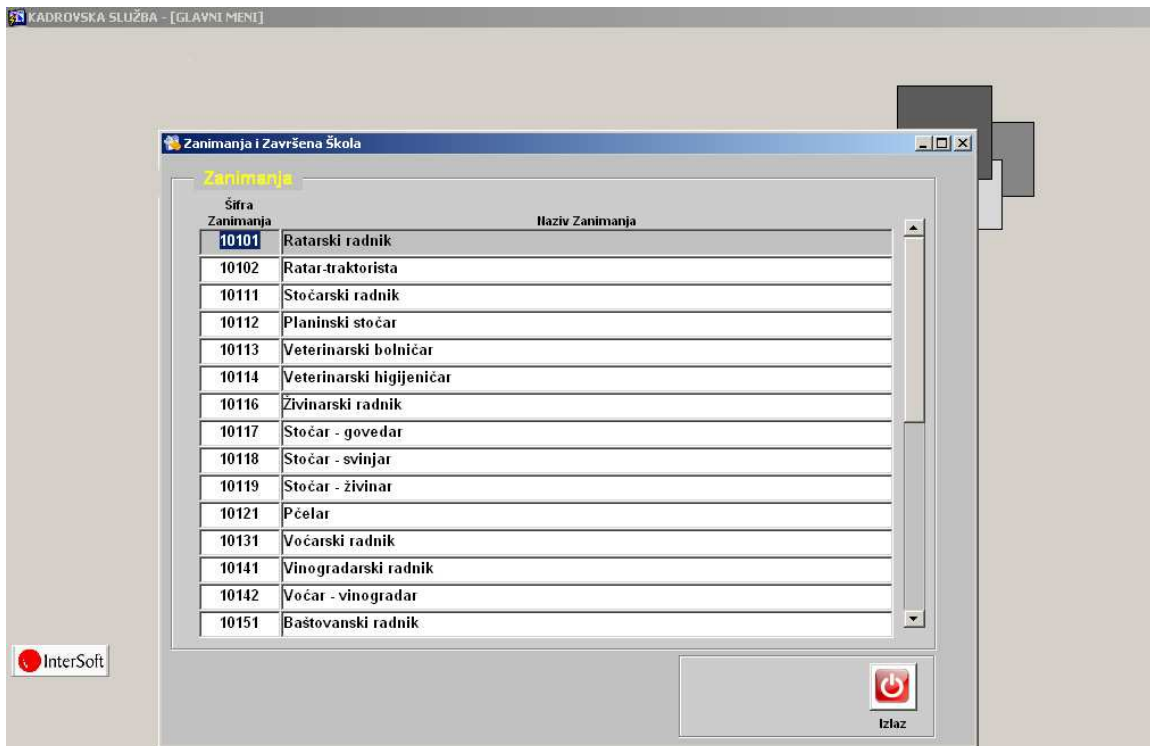 KADROVSKA SLUŽBA - [GLAVNI MENI]
Zanimanja i Završena Škola
Zanimanja
Šifra
Zanimanja
Naziv Zanimanja
10101 Ratarski radnik
10102 Ratar-traktorista
10111 Stočarski radnik
10112 Planinski stočar
10113 Veterinarski bolničar
10114 Veterinarski higijeničar
10116 Živinarski radnik
10117 Stočar - govedar
10118 Stočar - svinjar
10119 Stočar - živinar
10121 Pčelar
10131 Voćarski radnik
10141 Vinogradarski radnik
10142 Voćar - vinogradar
10151 Baštovanski radnik
InterSoft
Izlaz